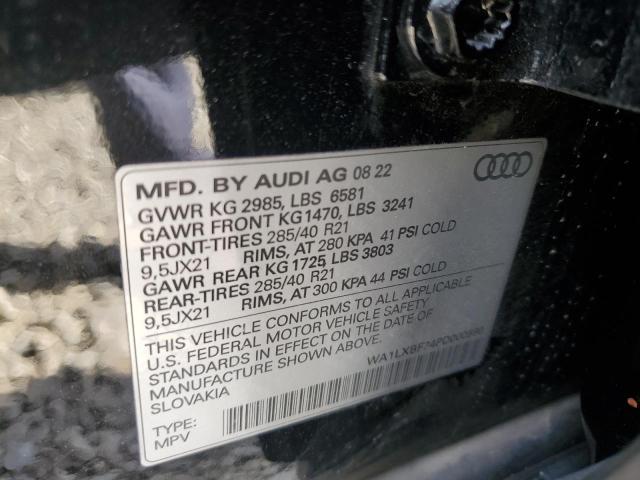 MFD. BY AUDI AG 08 22
GVWR KG 2985, LBS 6581
GAWR FRONT KG1470, LBS 3241
FRONT-TIRES 285/40 R21
9,5JX21 RIMS, AT 280 KPA 41 PSI COLD
GAWR REAR KG 1725, LBS 3803
REAR-TIRES 285/40 R21
9,5JX21 RIMS, AT 300 KPA 44 PSI COLD
THIS VEHICLE CONFORMS TO ALL APPLICABLE
U.S. FEDERAL MOTOR VEHICLE SAFETY
STANDARDS IN EFFECT ON THE DATE OF
MANUFACTURE SHOWN ABOVE.
SLOVAKIA
TYPE:
MPV